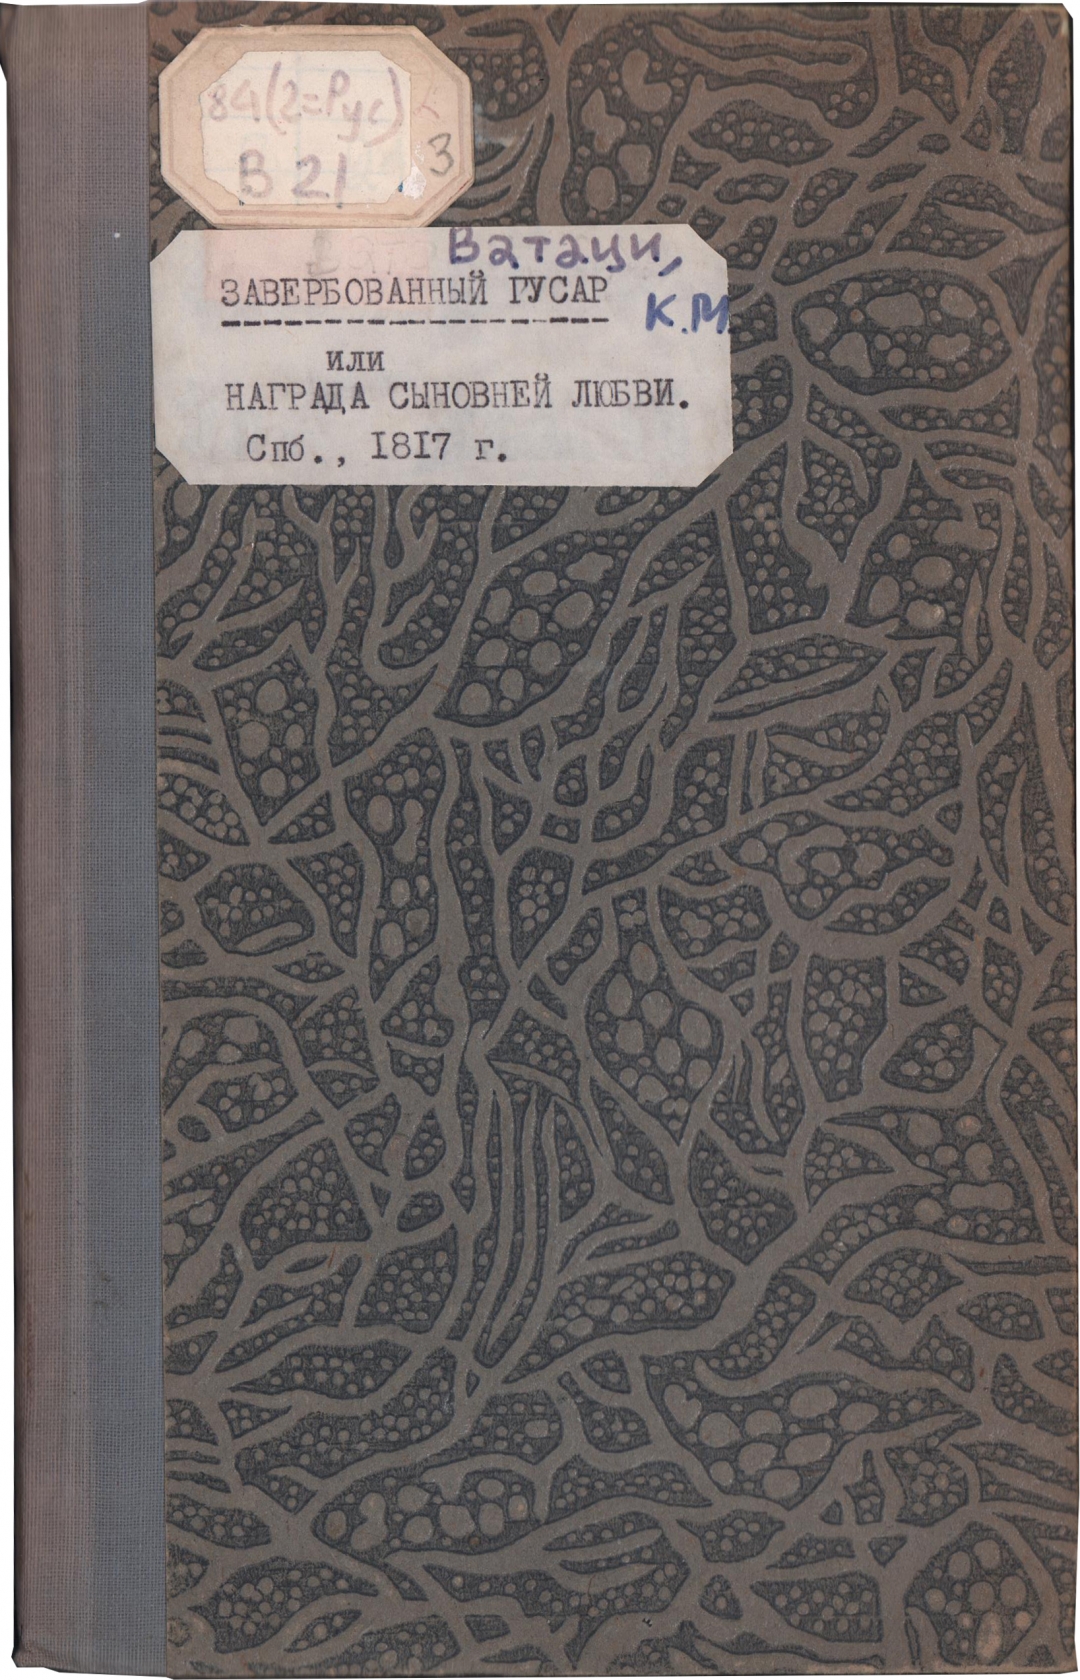 84(2=Рус)
В 21
3
Ватаци,
ЗАВЕРБОВАННЫЙ ГУСАР
К.М.
или
НАГРАДА СЫНОВНЕЙ ЛЮБВИ.
Спб., 1817 г.